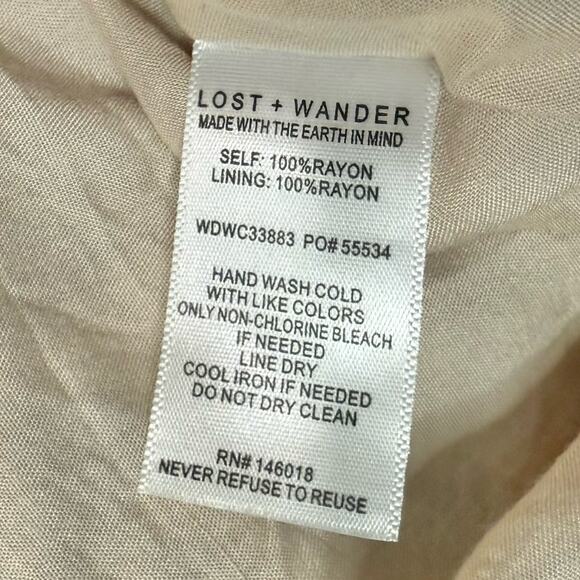 LOST + WANDER
MADE WITH THE EARTH IN MIND
SELF: 100%RAYON
LINING: 100%RAYON
WDWC33883 PO# 55534
HAND WASH COLD
WITH LIKE COLORS
ONLY NON-CHLORINE BLEACH
IF NEEDED
LINE DRY
COOL IRON IF NEEDED
DO NOT DRY CLEAN
RN# 146018
NEVER REFUSE TO REUSE